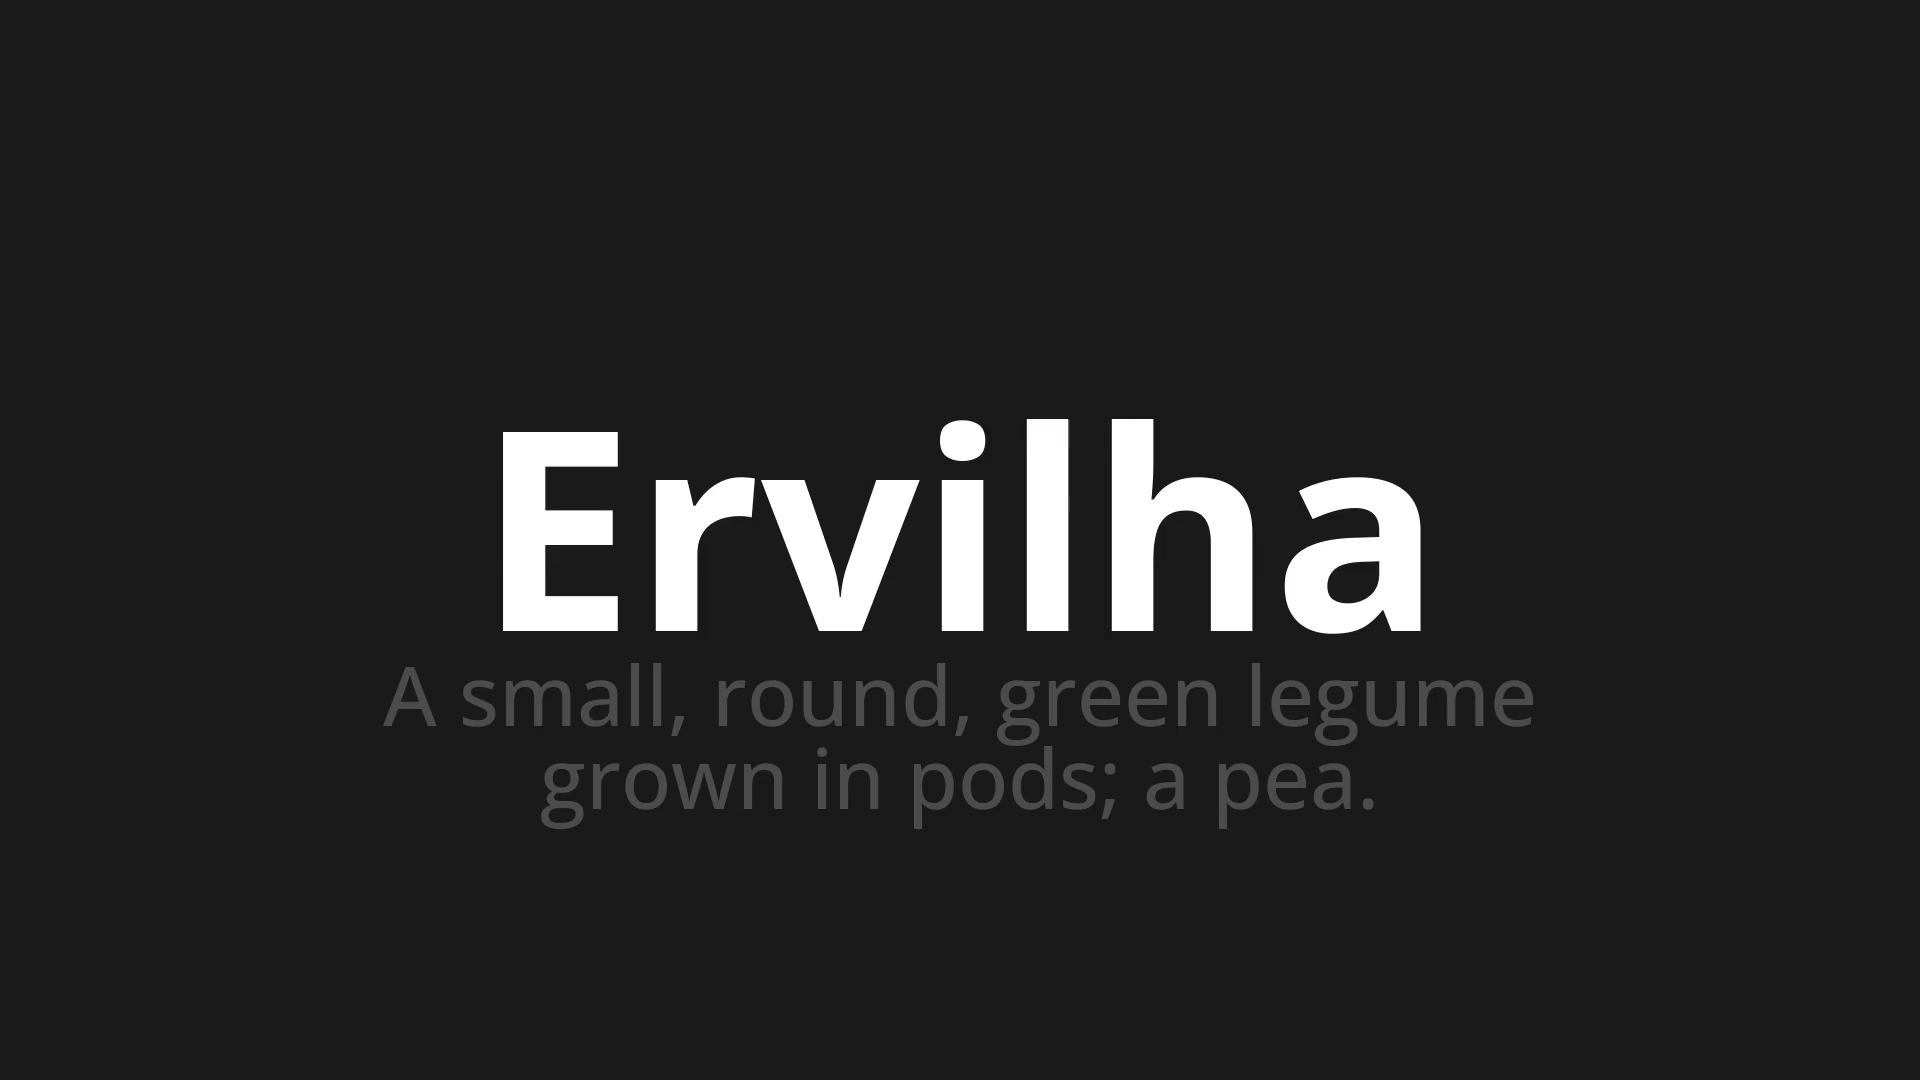 Ervilha
A small, round, green legume
grown in pods; a pea.